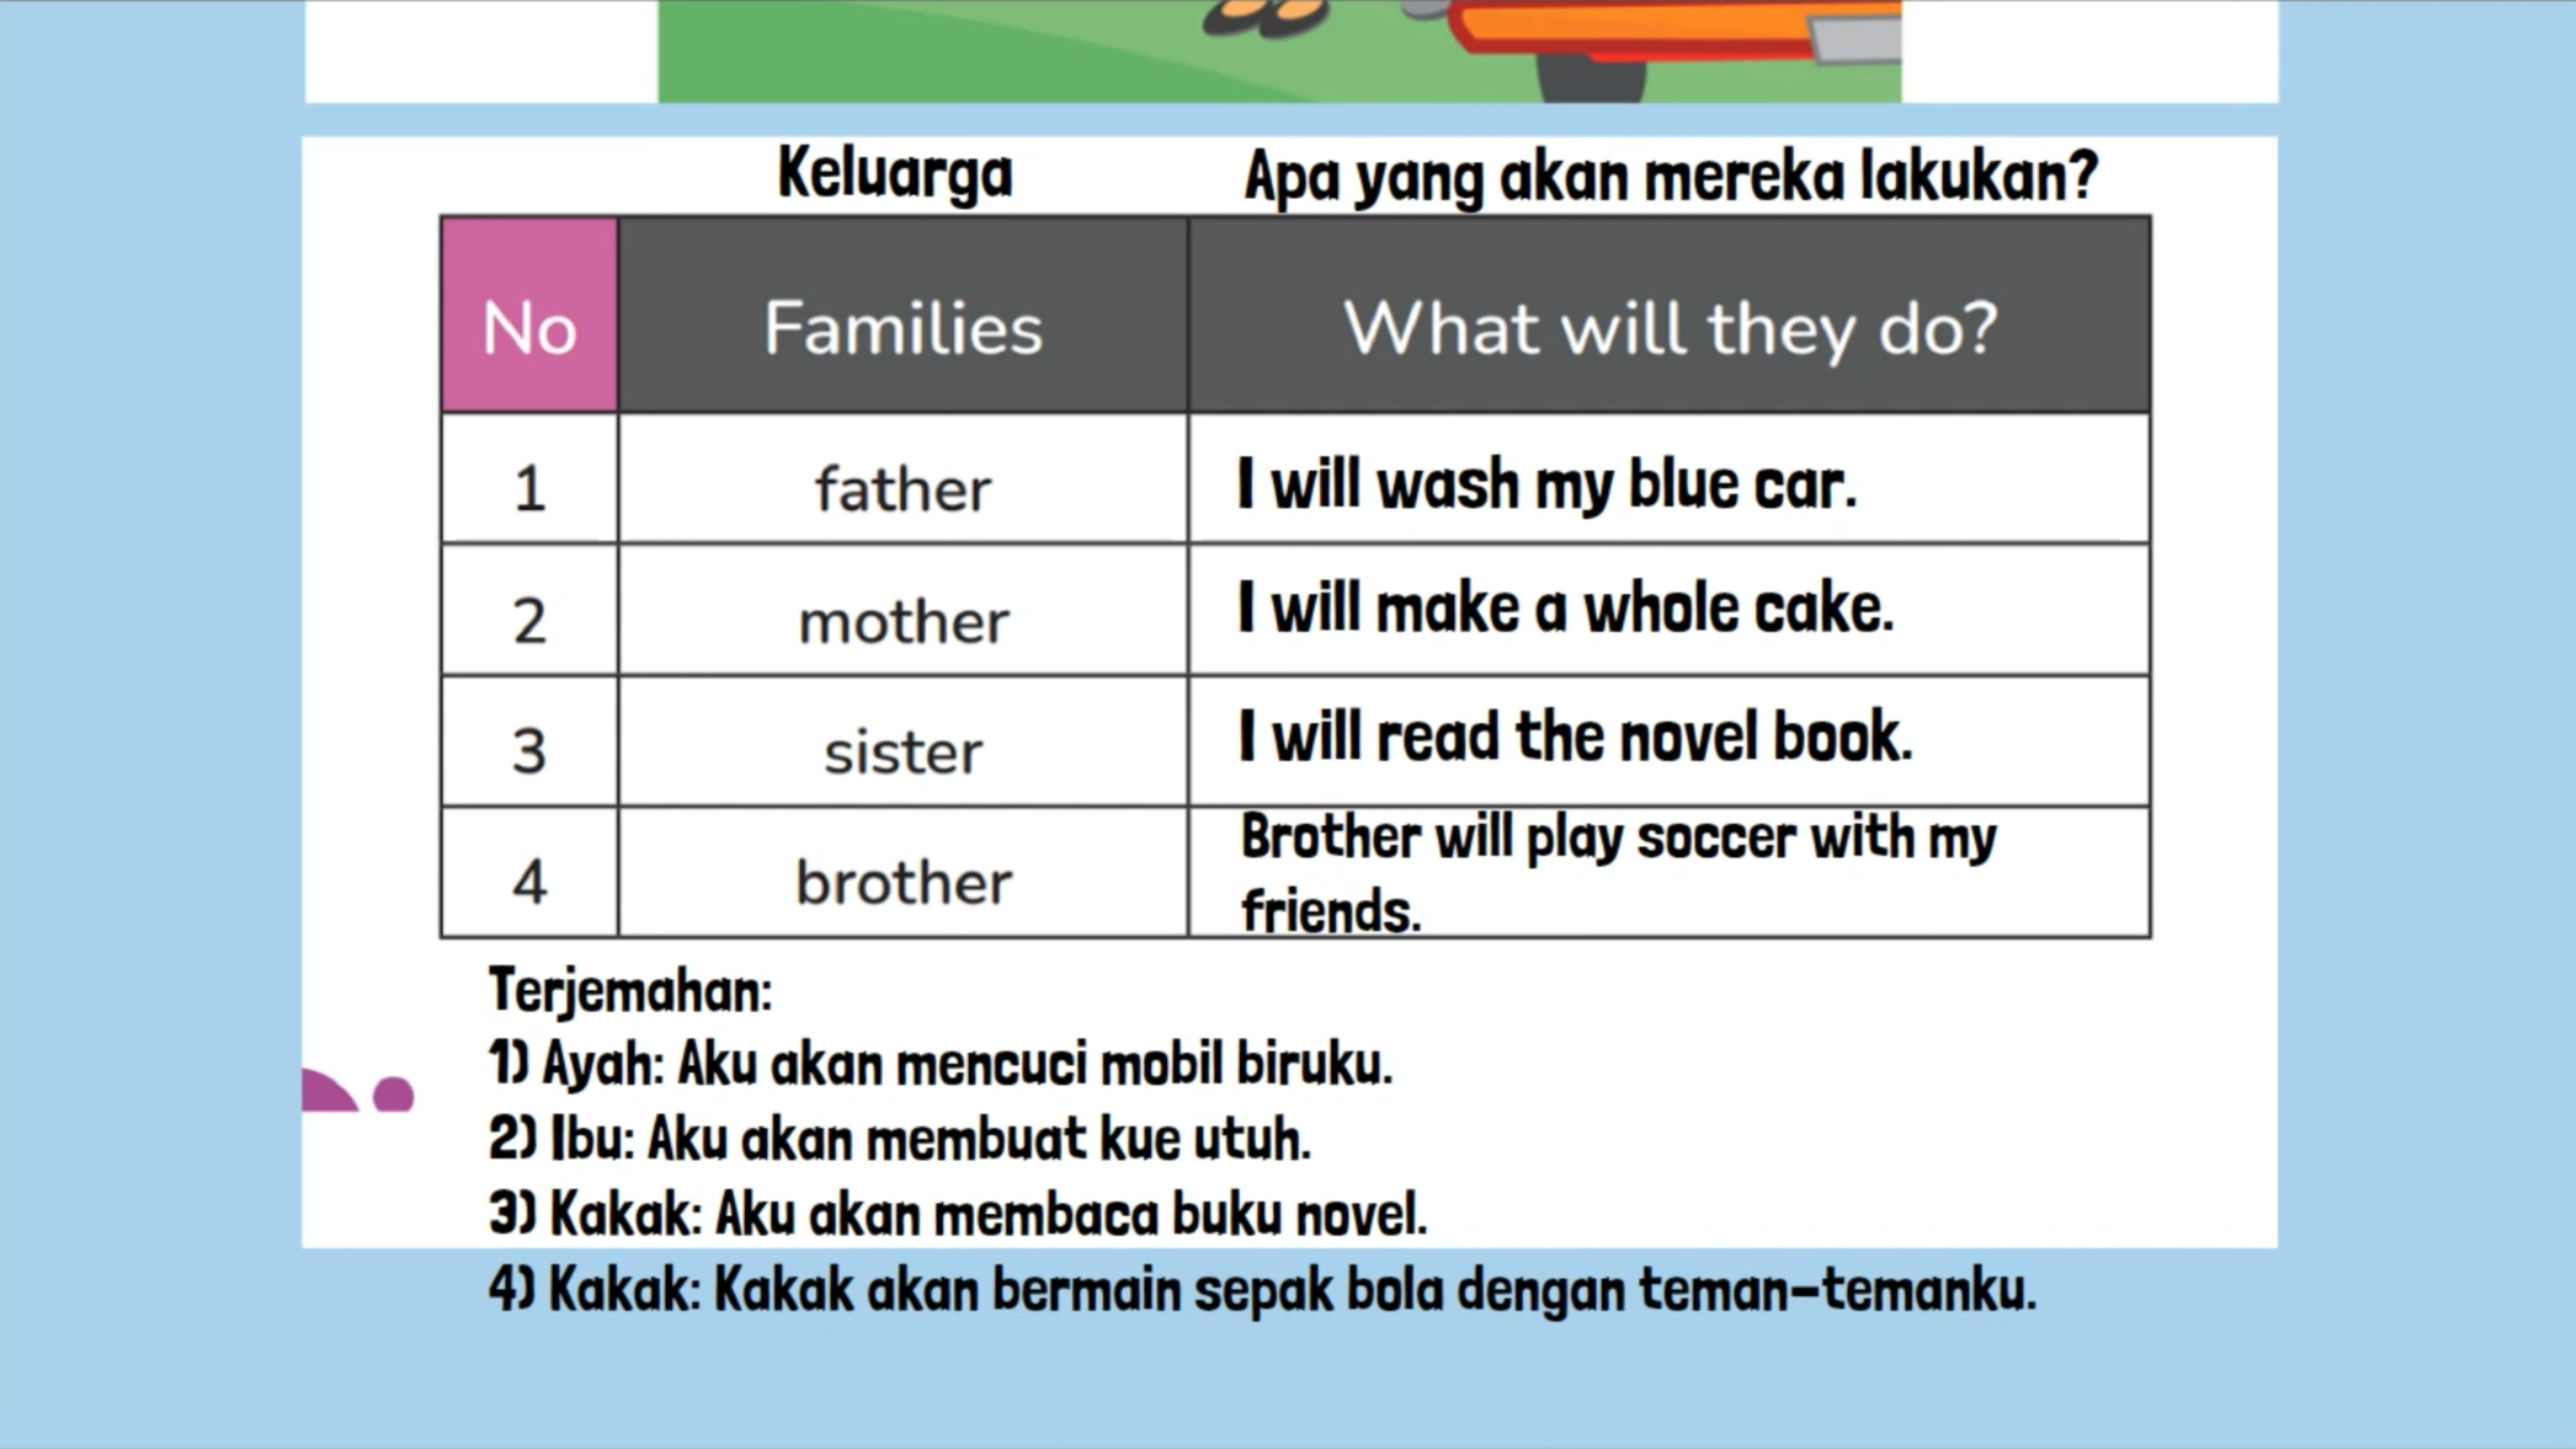 Keluarga Apa yang akan mereka lakukan?
No Families What will they do?
1 father I will wash my blue car.
2 mother I will make a whole cake.
3 sister I will read the novel book.
4 brother Brother will play soccer with my
friends.
Terjemahan:
1) Ayah: Aku akan mencuci mobil biruku.
2) Ibu: Aku akan membuat kue utuh.
3) Kakak: Aku akan membaca buku novel.
4) Kakak: Kakak akan bermain sepak bola dengan teman-temanku.